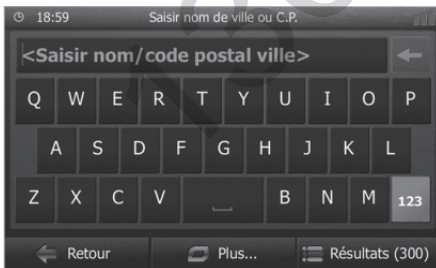 18:59 Saisir nom de ville ou C.P.
<Saisir nom/code postal ville>
Q W E R T Y U I O P
A S D F G H J K L
Z X C V B N M 123
Retour Plus... Résultats (300)